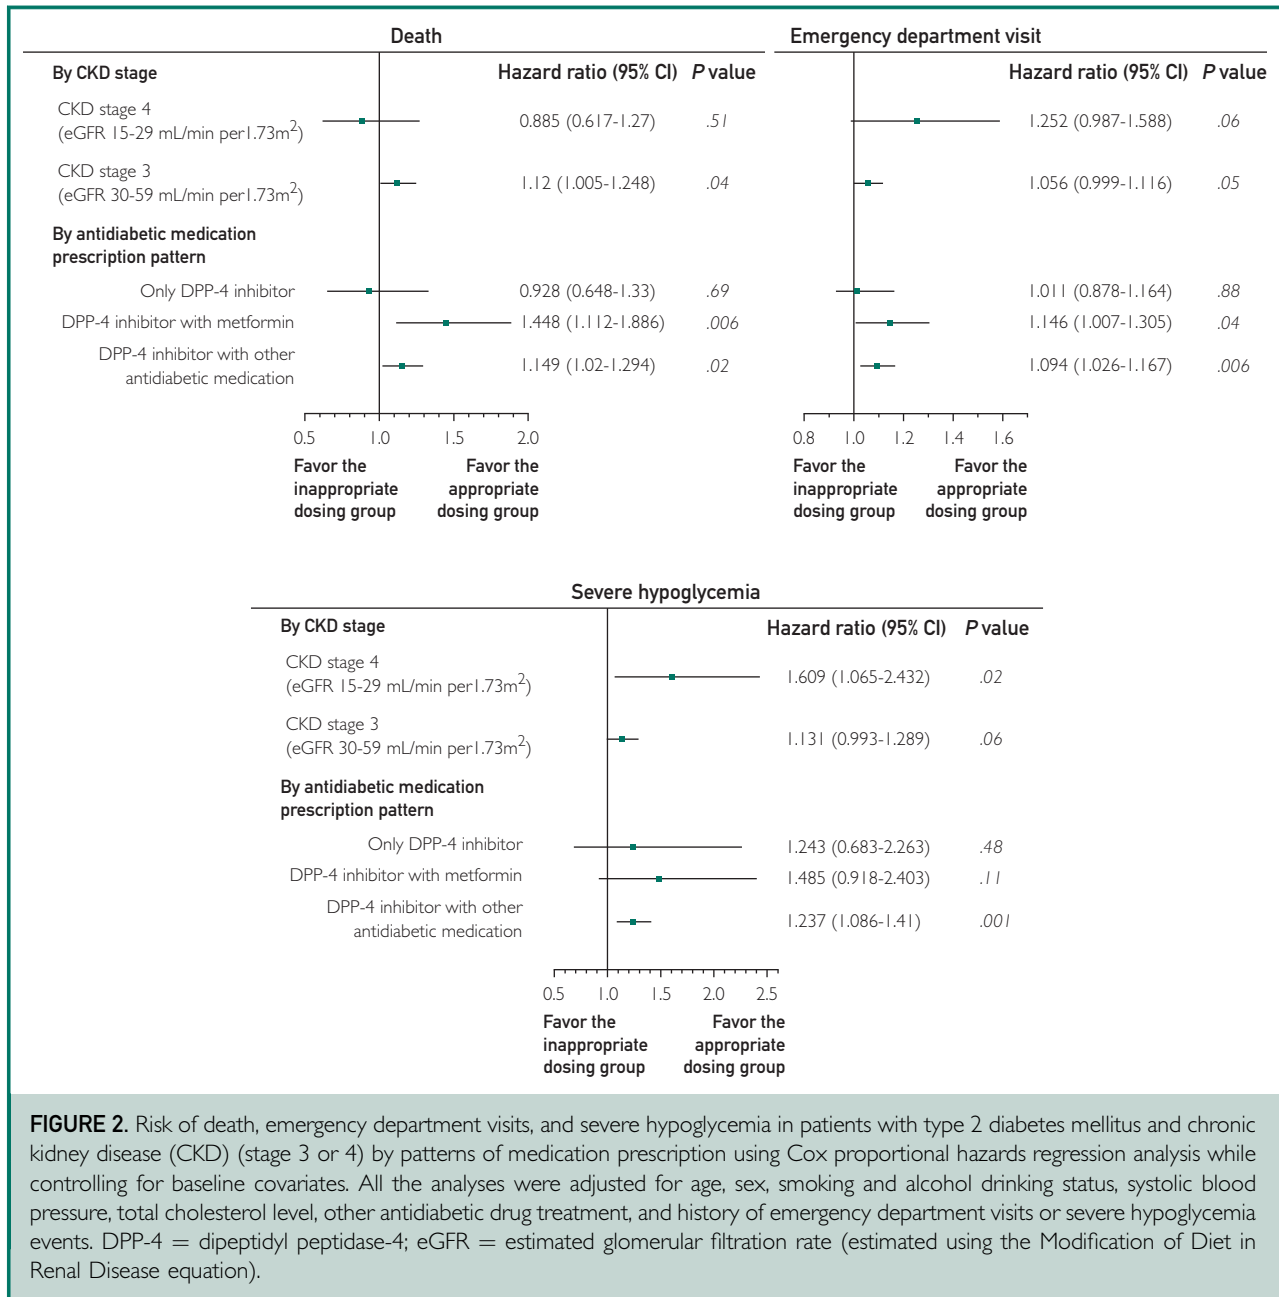 Death
By CKD stage
Hazard ratio (95% CI) P value
CKD stage 4
(eGFR 15-29 mL/min per1.73m²)
0.885 (0.617-1.27) .51
CKD stage 3
(eGFR 30-59 mL/min per1.73m²)
1.12 (1.005-1.248) .04
By antidiabetic medication
prescription pattern
Only DPP-4 inhibitor 0.928 (0.648-1.33) .69
DPP-4 inhibitor with metformin 1.448 (1.112-1.886) .006
DPP-4 inhibitor with other
antidiabetic medication
1.149 (1.02-1.294) .02
0.5 1.0 1.5 2.0
Favor the
inappropriate
dosing group
Favor the
appropriate
dosing group
Emergency department visit
Hazard ratio (95% CI) P value
1.252 (0.987-1.588) .06
1.056 (0.999-1.116) .05
1.011 (0.878-1.164) .88
1.146 (1.007-1.305) .04
1.094 (1.026-1.167) .006
0.8 1.0 1.2 1.4 1.6
Favor the
inappropriate
dosing group
Favor the
appropriate
dosing group
Severe hypoglycemia
By CKD stage
Hazard ratio (95% CI) P value
CKD stage 4
(eGFR 15-29 mL/min per1.73m²)
1.609 (1.065-2.432) .02
CKD stage 3
(eGFR 30-59 mL/min per1.73m²)
1.131 (0.993-1.289) .06
By antidiabetic medication
prescription pattern
Only DPP-4 inhibitor 1.243 (0.683-2.263) .48
DPP-4 inhibitor with metformin 1.485 (0.918-2.403) .11
DPP-4 inhibitor with other
antidiabetic medication
1.237 (1.086-1.41) .001
0.5 1.0 1.5 2.0 2.5
Favor the
inappropriate
dosing group
Favor the
appropriate
dosing group
FIGURE 2. Risk of death, emergency department visits, and severe hypoglycemia in patients with type 2 diabetes mellitus and chronic
kidney disease (CKD) (stage 3 or 4) by patterns of medication prescription using Cox proportional hazards regression analysis while
controlling for baseline covariates. All the analyses were adjusted for age, sex, smoking and alcohol drinking status, systolic blood
pressure, total cholesterol level, other antidiabetic drug treatment, and history of emergency department visits or severe hypoglycemia
events. DPP-4 = dipeptidyl peptidase-4; eGFR = estimated glomerular filtration rate (estimated using the Modification of Diet in
Renal Disease equation).